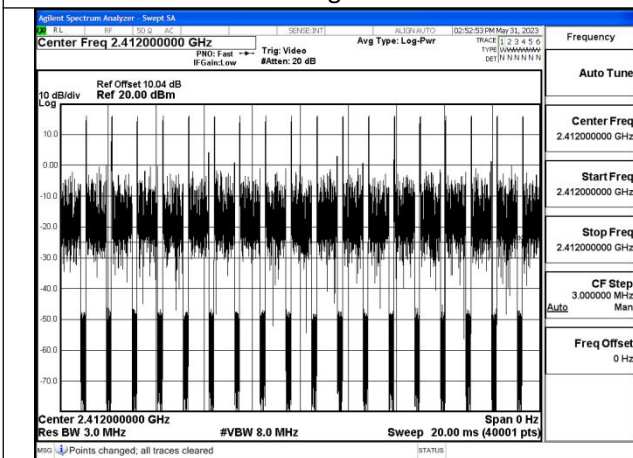 Agilent Spectrum Analyzer - Swept SA
RL RF 50 Ω AC SENSE:INT ALIGN AUTO 02:52:53 PM May 31, 2023
Center Freq 2.412000000 GHz
PNO: Fast
IFGain:Low
Trig: Video
#Atten: 20 dB
Avg Type: Log-Pwr
TRACE 1 2 3 4 5 6
TYPE
DET N N N N N N
Ref Offset 10.04 dB
10 dB/div Ref 20.00 dBm
Log
10.0
0.00
-10.0
-20.0
-30.0
-40.0
-50.0
-60.0
-70.0
Center 2.412000000 GHz Span 0 Hz
Res BW 3.0 MHz #VBW 8.0 MHz Sweep 20.00 ms (40001 pts)
MSG Points changed; all traces cleared STATUS
Frequency
Auto Tune
Center Freq
2.412000000 GHz
Start Freq
2.412000000 GHz
Stop Freq
2.412000000 GHz
CF Step
3.000000 MHz
Auto Man
Freq Offset
0 Hz